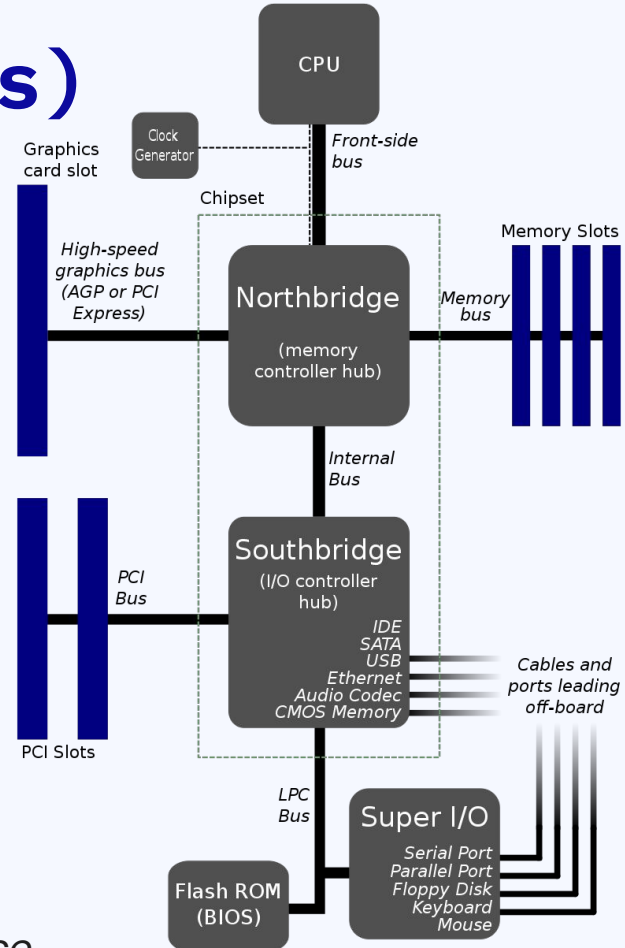 s)
CPU
Clock
Generator
Front-side
bus
Graphics
card slot
Chipset
High-speed
graphics bus
(AGP or PCI
Express)
Northbridge
(memory
controller hub)
Memory
bus
Memory Slots
Internal
Bus
Southbridge
(I/O controller
hub)
PCI
Bus
IDE
SATA
USB
Ethernet
Audio Codec
CMOS Memory
Cables and
ports leading
off-board
PCI Slots
LPC
Bus
Super I/O
Serial Port
Parallel Port
Floppy Disk
Keyboard
Mouse
Flash ROM
(BIOS)